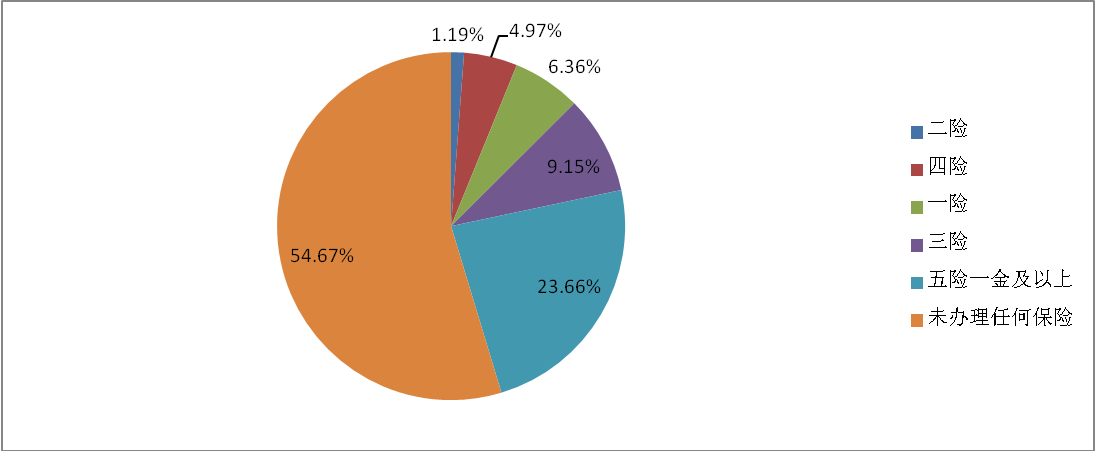 1.19%
4.97%
6.36%
9.15%
23.66%
54.67%
二险
四险
一险
三险
五险一金及以上
未办理任何保险